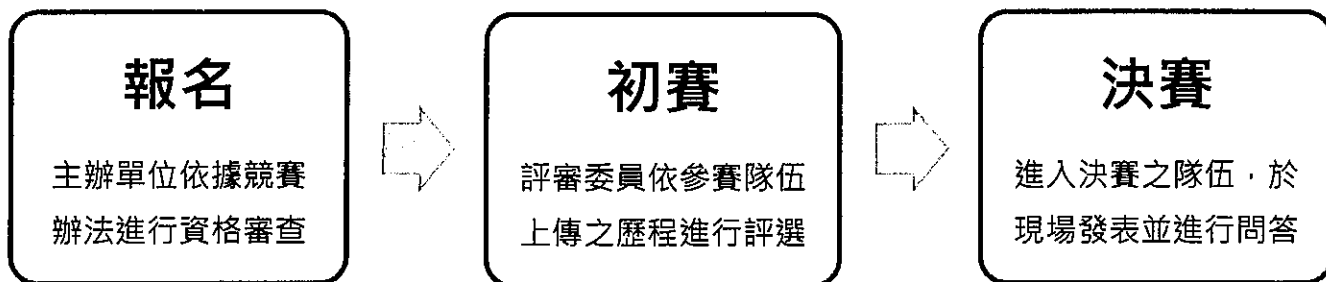 報名
主辦單位依據競賽
辦法進行資格審查
初賽
評審委員依參賽隊伍
上傳之歷程進行評選
決賽
進入決賽之隊伍，於
現場發表並進行問答